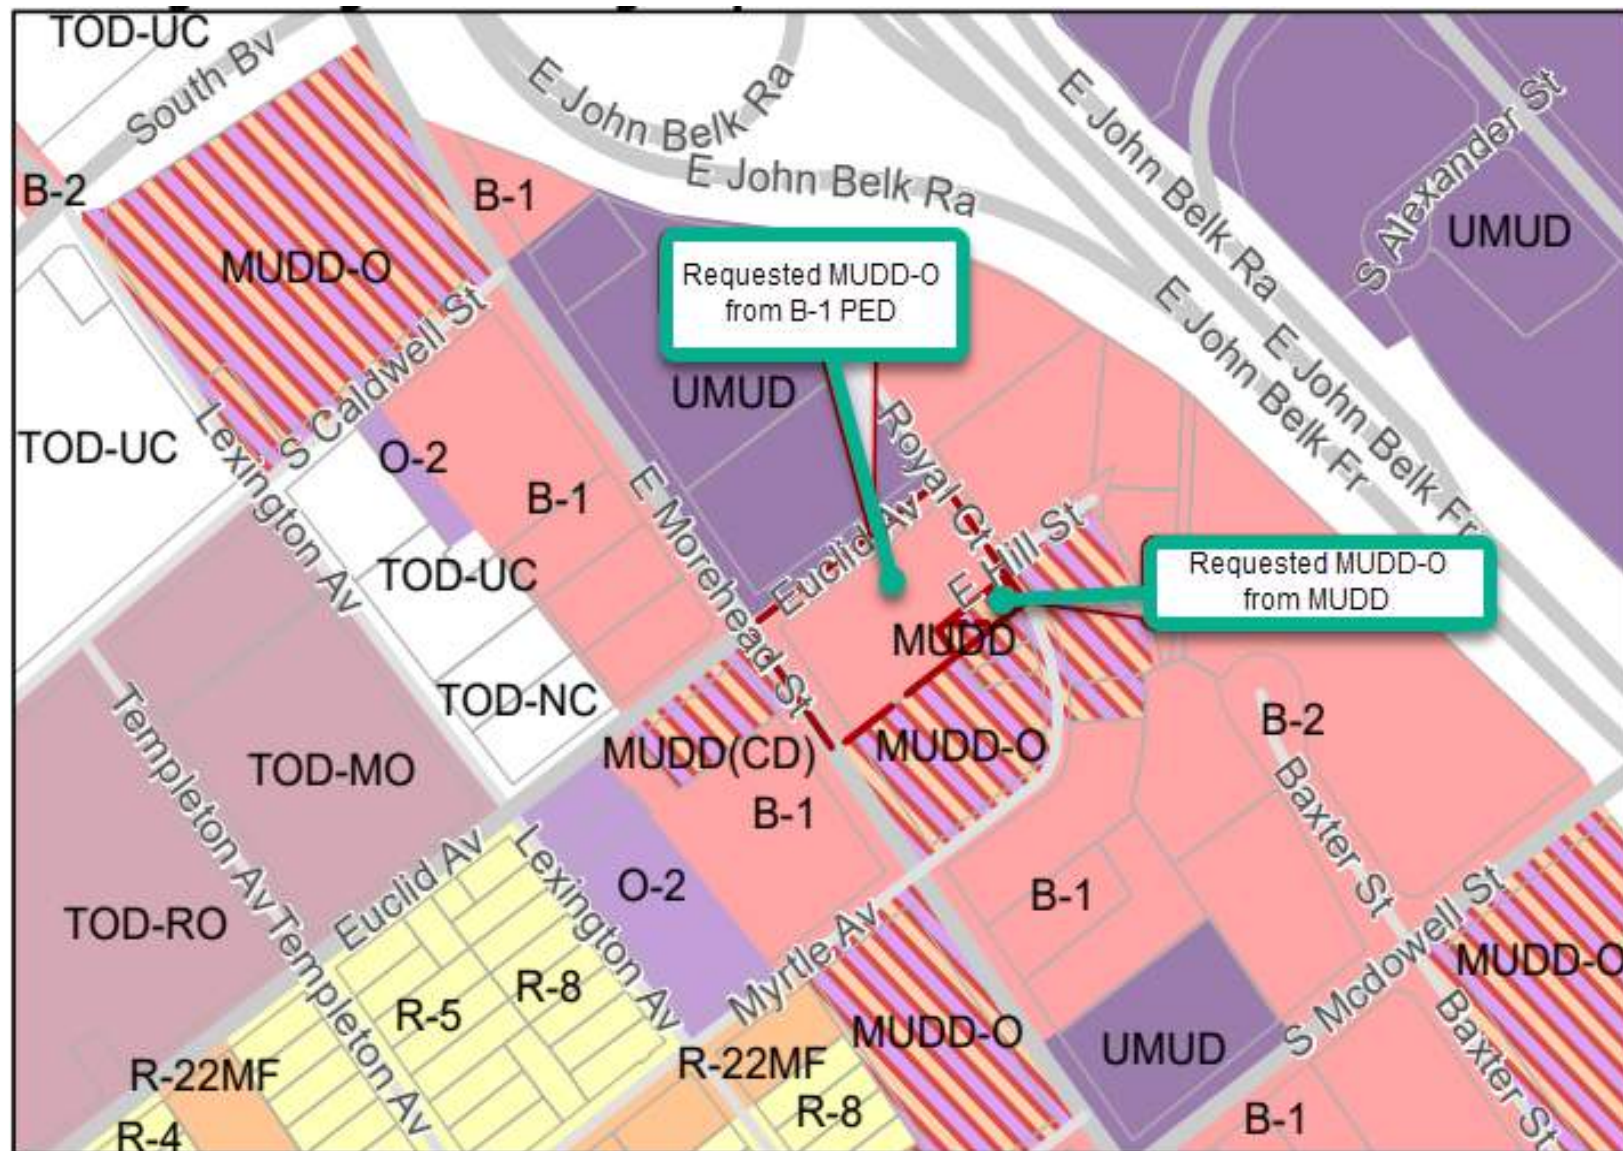 TOD-UC
South Bv
E John Belk Ra
E John Belk Ra
E John Belk Ra
S Alexander St
UMUD
B-2
B-1
MUDD-O
Requested MUDD-O
from B-1 PED
E John Belk Fr
E John Belk Fr
UMUD
S Caldwell St
TOD-UC
Lexington Av
O-2
B-1
E Morehead St
Royal Ct
Euclid Av
E Hill St
Requested MUDD-O
from MUDD
TOD-UC
MUDD
TOD-NC
MUDD(CD)
MUDD-O
B-2
Templeton Av
TOD-MO
B-1
Baxter St
Euclid Av
Lexington Av
O-2
B-1
S Mcdowell St
TOD-RO
Templeton Av
Myrtle Av
MUDD-O
R-8
R-5
MUDD-O
UMUD
Baxter St
R-22MF
R-22MF
R-8
B-1
R-4